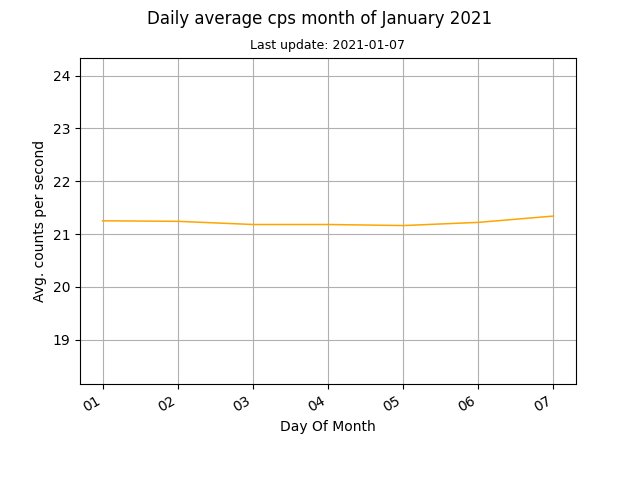 Daily average cps month of January 2021
Last update: 2021-01-07
24
23
22
21
20
19
Avg. counts per second
01 02 03 04 05 06 07
Day Of Month